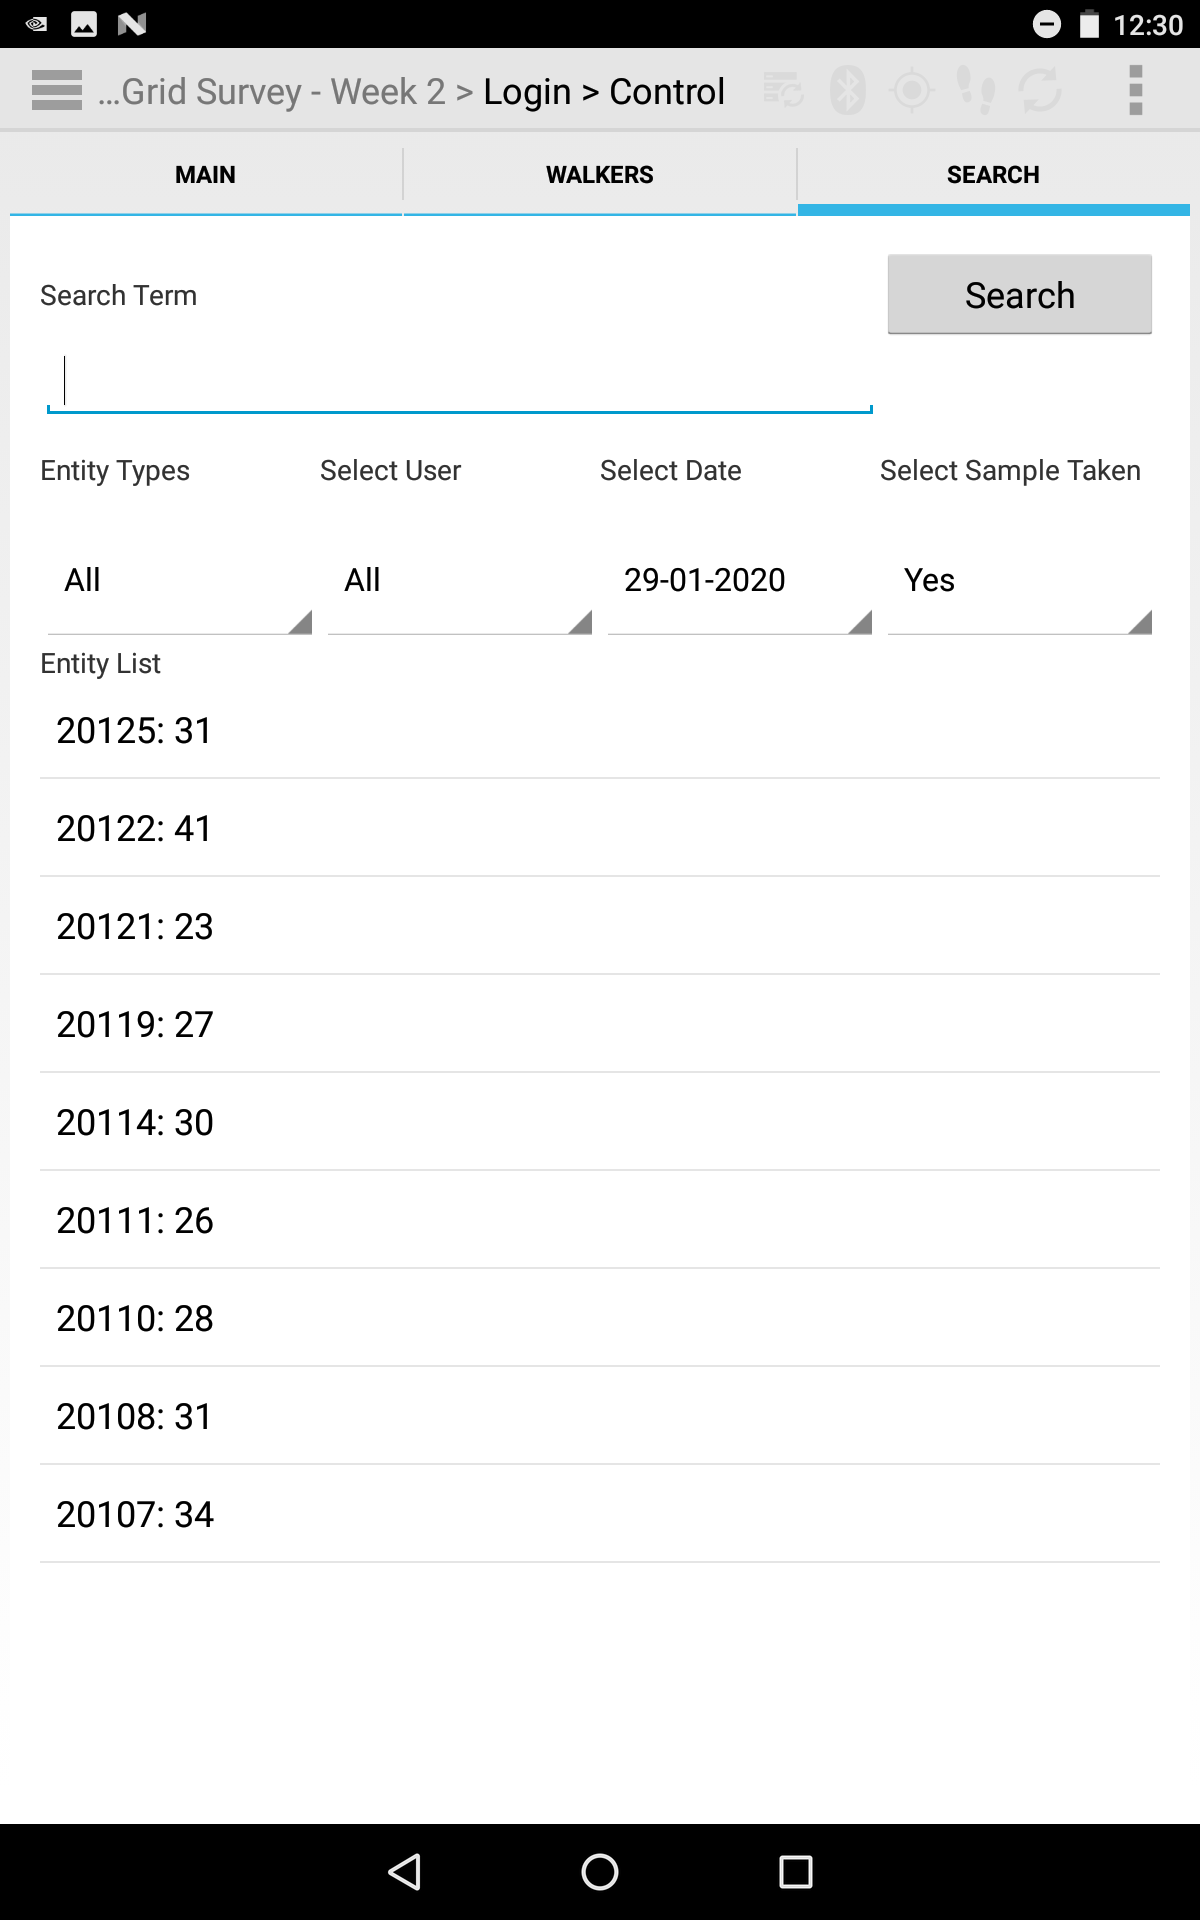 12:30
...Grid Survey - Week 2 > Login > Control
MAIN WALKERS SEARCH
Search Term Search
Entity Types Select User Select Date Select Sample Taken
All All 29-01-2020 Yes
Entity List
20125: 31
20122: 41
20121: 23
20119: 27
20114: 30
20111: 26
20110: 28
20108: 31
20107: 34